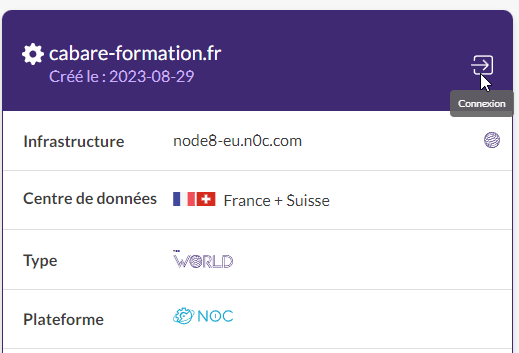 cabare-formation.fr
Créé le : 2023-08-29
Connexion
Infrastructure node8-eu.n0c.com
Centre de données France + Suisse
Type THE WORLD
Plateforme N0C